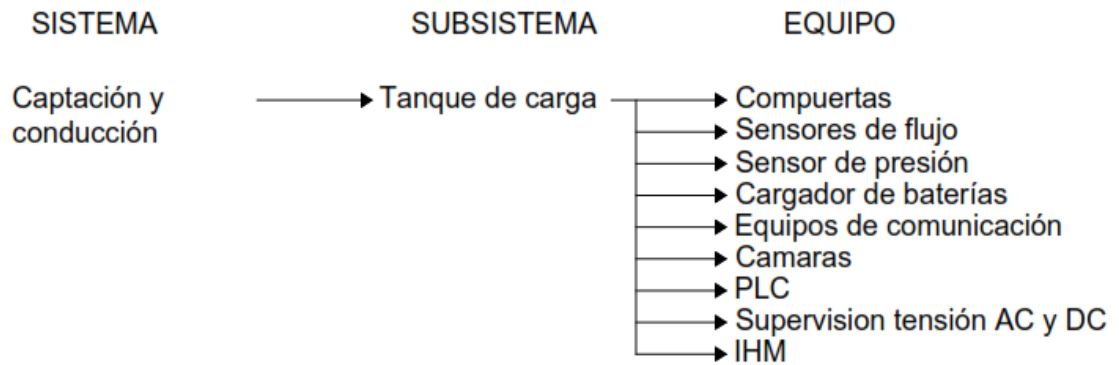 SISTEMA SUBSISTEMA EQUIPO
Captación y
conducción
Tanque de carga
Compuertas
Sensores de flujo
Sensor de presión
Cargador de baterías
Equipos de comunicación
Camaras
PLC
Supervision tensión AC y DC
IHM